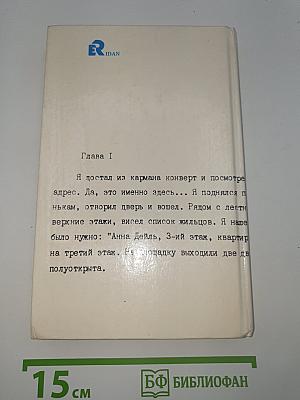 ERIDAN
Глава I
Я достал из кармана конверт и посмотре
адрес. Да, это именно здесь... Я поднялся п
нькам, отворил дверь и вошел. Рядом с лестн
верхние этажи, висел список жильцов. Я наше
было нужно: "Анна Дейль, 3-ий этаж, квартир
на третий этаж. На площадку выходили две дв
полуоткрыта.
15 см
БФ БИБЛИОФАН